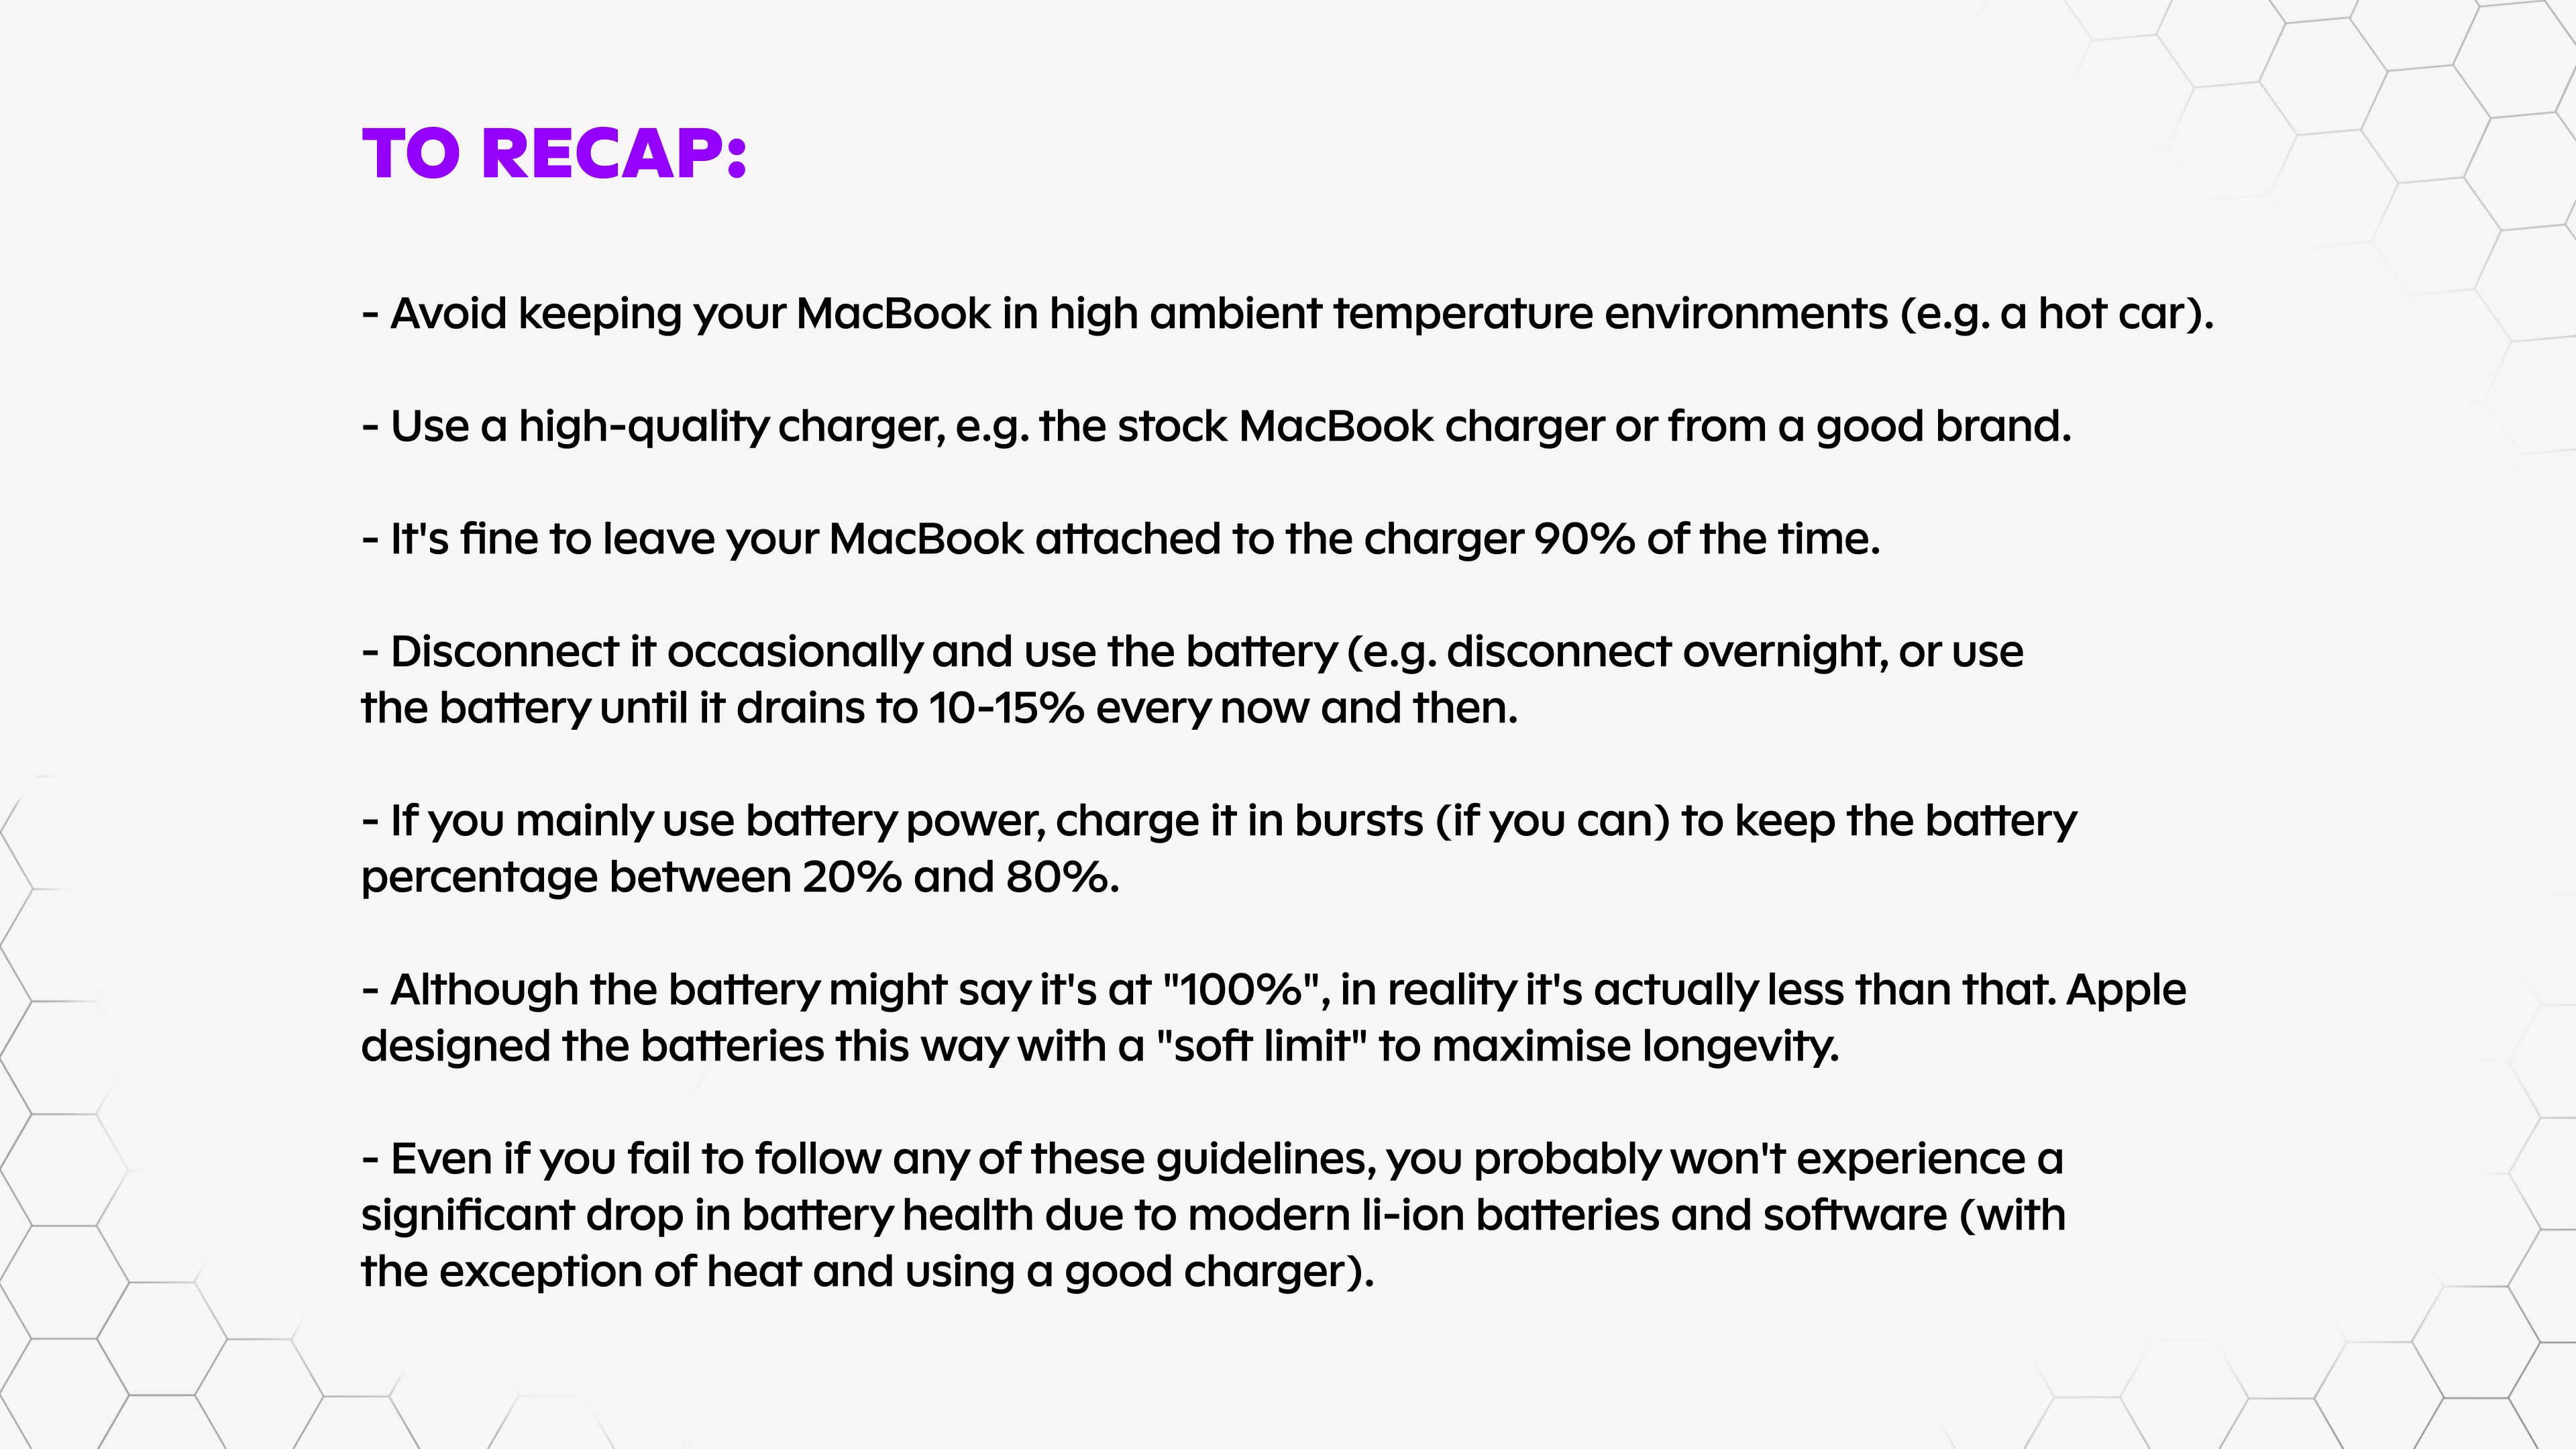 TO RECAP:
- Avoid keeping your MacBook in high ambient temperature environments (e.g. a hot car).
- Use a high-quality charger, e.g. the stock MacBook charger or from a good brand.
- It's fine to leave your MacBook attached to the charger 90% of the time.
- Disconnect it occasionally and use the battery (e.g. disconnect overnight, or use
the battery until it drains to 10-15% every now and then.
- If you mainly use battery power, charge it in bursts (if you can) to keep the battery
percentage between 20% and 80%.
- Although the battery might say it's at "100%", in reality it's actually less than that. Apple
designed the batteries this way with a "soft limit" to maximise longevity.
- Even if you fail to follow any of these guidelines, you probably won't experience a
significant drop in battery health due to modern li-ion batteries and software (with
the exception of heat and using a good charger).